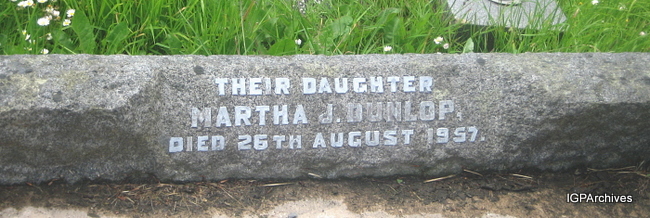 THEIR DAUGHTER
MARTHA J. DUNLOP,
DIED 26TH AUGUST 1957.
IGPArchives